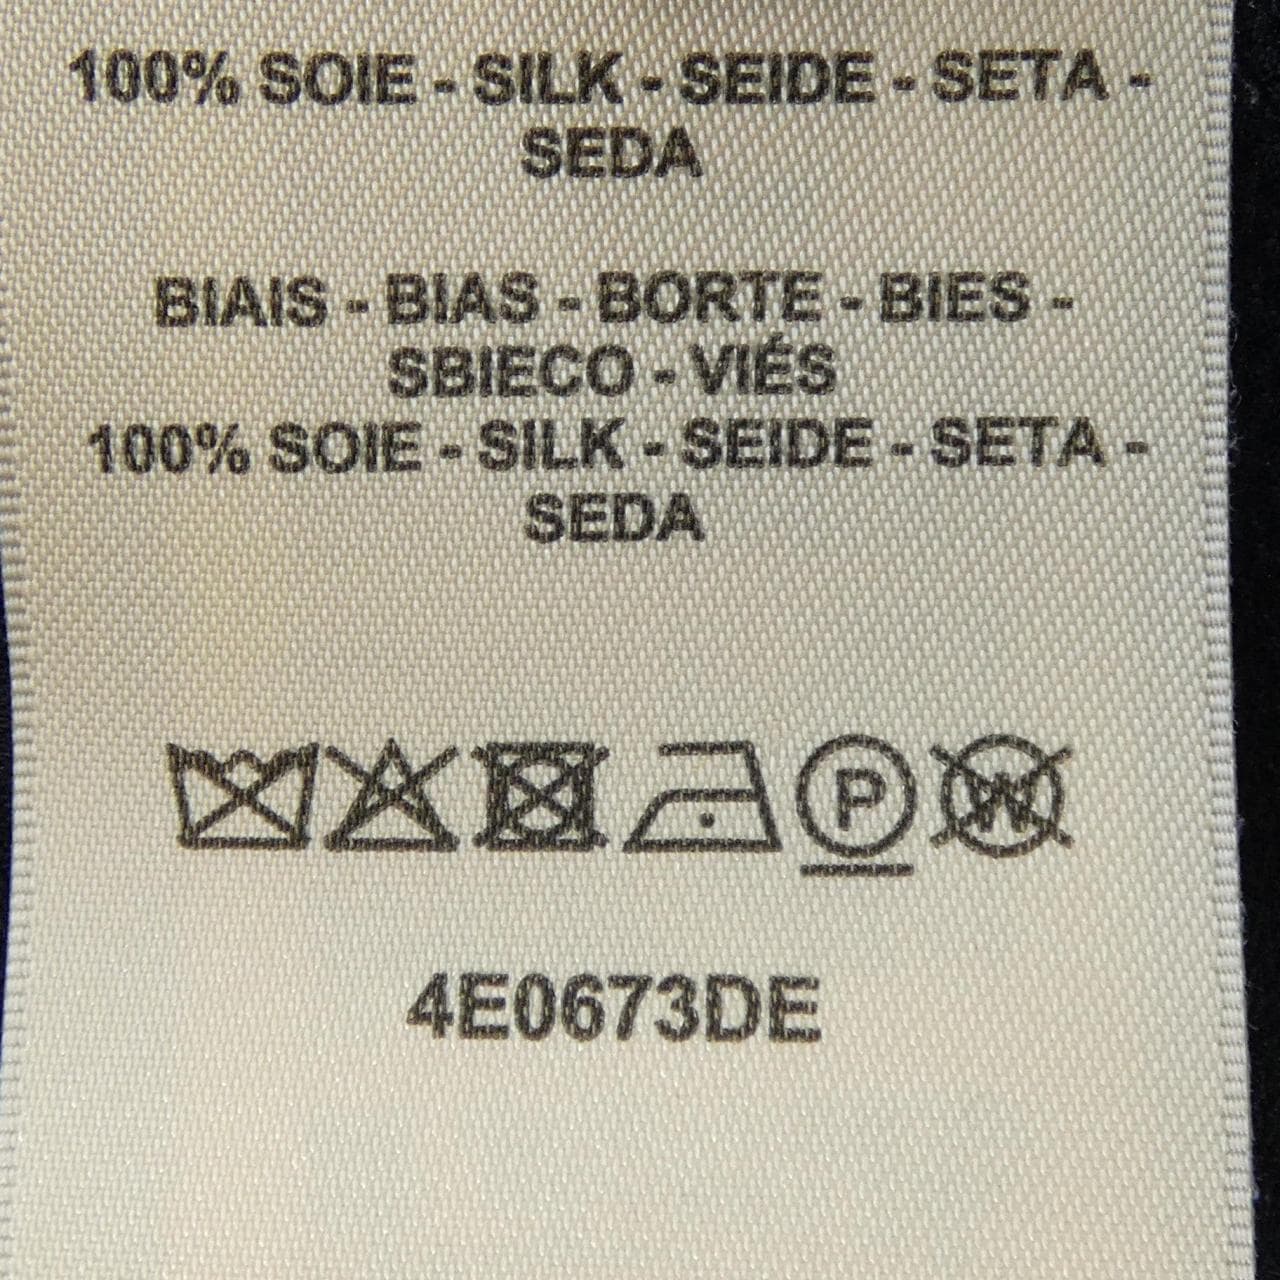 100% SOIE - SILK - SEIDE - SETA -
SEDA
BIAIS - BIAS - BORTE - BIES -
SBIECO - VIÉS
100% SOIE - SILK - SEIDE - SETA -
SEDA
P W
4E0673DE